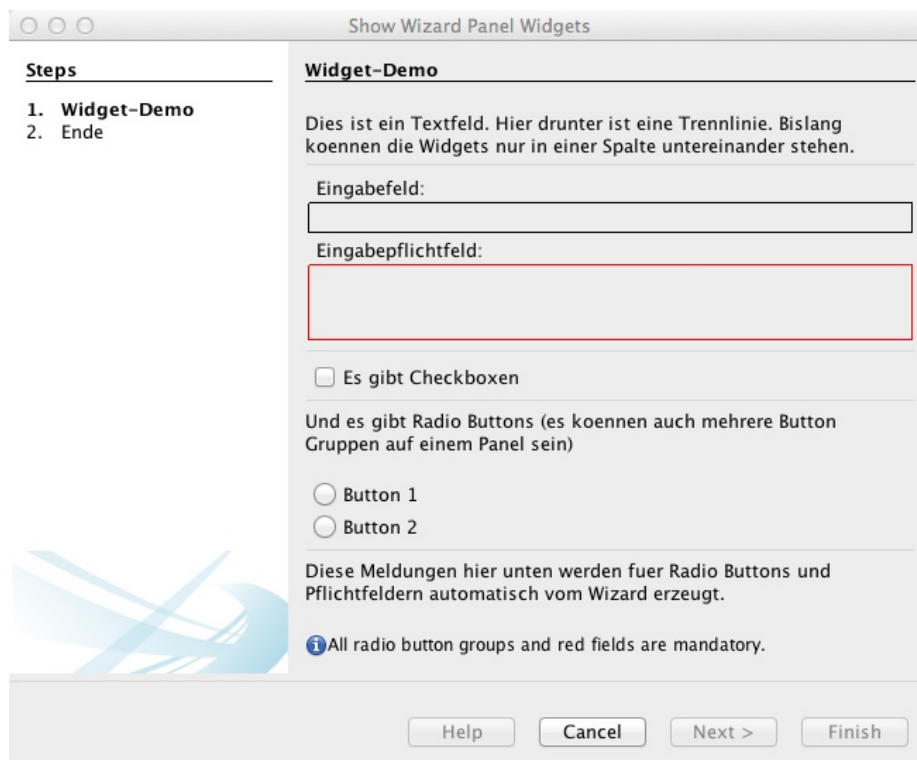 Show Wizard Panel Widgets
Steps
1. Widget-Demo
2. Ende
Widget-Demo
Dies ist ein Textfeld. Hier drunter ist eine Trennlinie. Bislang
koennen die Widgets nur in einer Spalte untereinander stehen.
Eingabefeld:
Eingabepflichtfeld:
Es gibt Checkboxen
Und es gibt Radio Buttons (es koennen auch mehrere Button
Gruppen auf einem Panel sein)
Button 1
Button 2
Diese Meldungen hier unten werden fuer Radio Buttons und
Pflichtfeldern automatisch vom Wizard erzeugt.
All radio button groups and red fields are mandatory.
Help Cancel Next > Finish